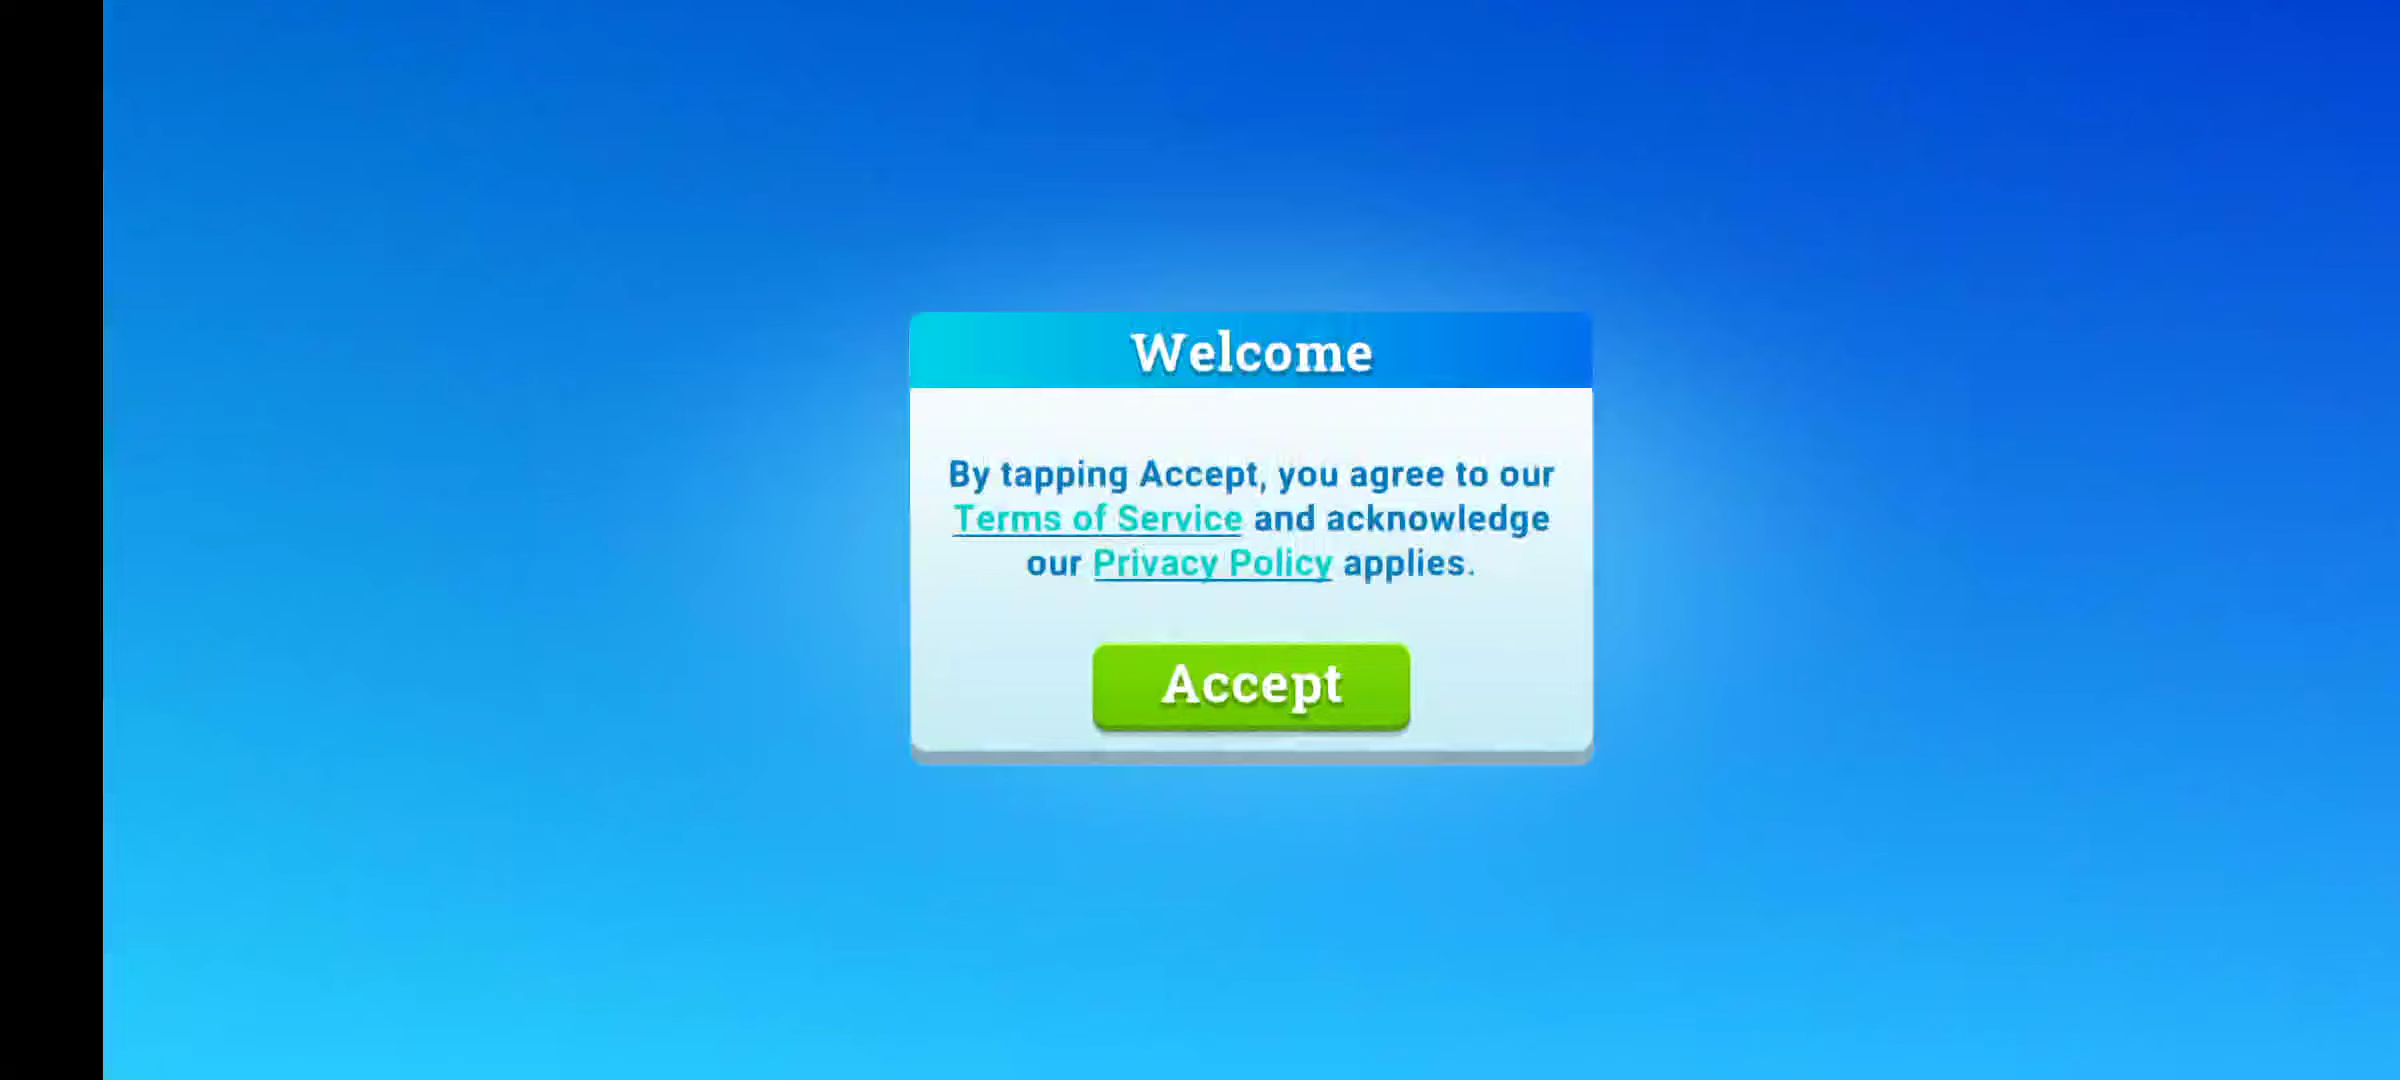 Welcome
By tapping Accept, you agree to our
Terms of Service and acknowledge
our Privacy Policy applies.
Accept